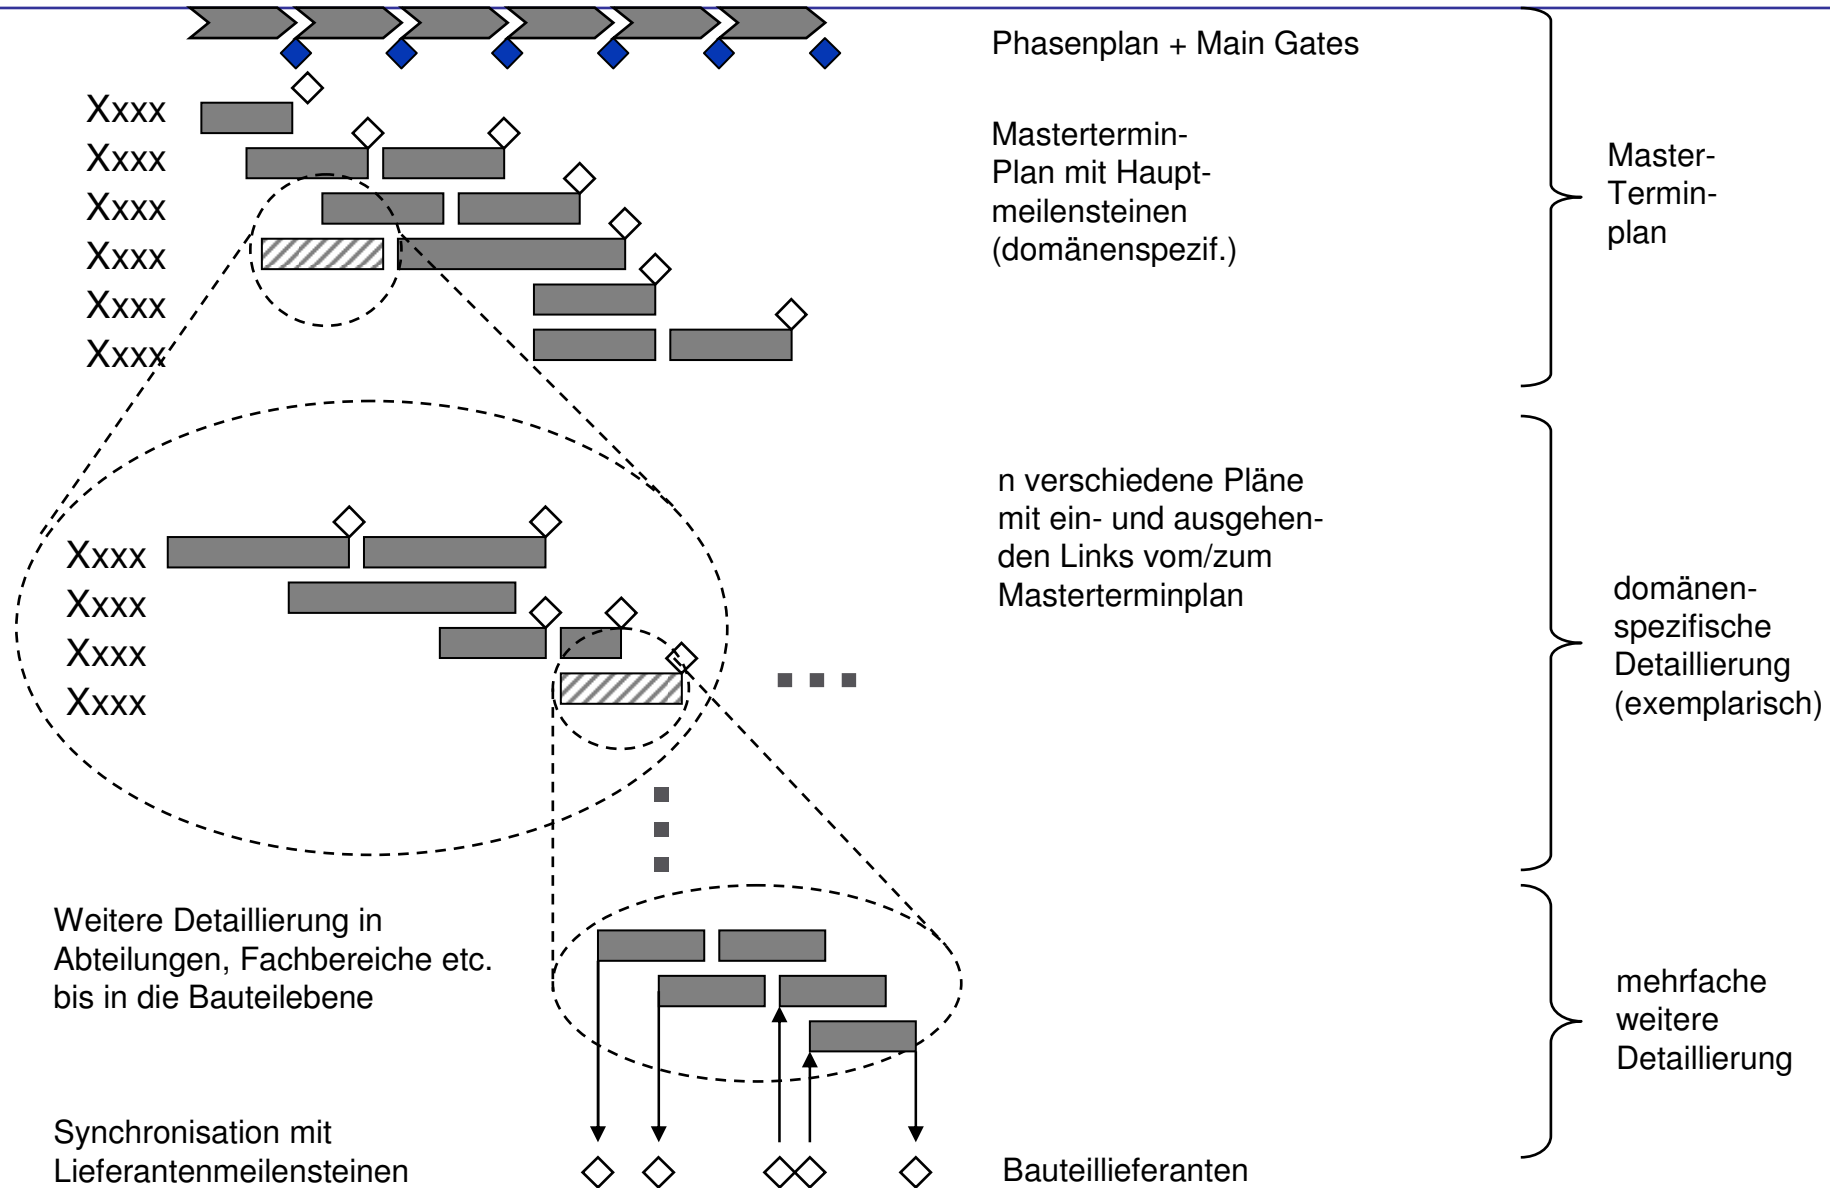 Phasenplan + Main Gates
Xxxx
Xxxx
Xxxx
Xxxx
Xxxx
Xxxx
Mastertermin-
Plan mit Haupt-
meilensteinen
(domänenspezif.)
Master-
Termin-
plan
Xxxx
Xxxx
Xxxx
Xxxx
n verschiedene Pläne
mit ein- und ausgehen-
den Links vom/zum
Masterterminplan
domänen-
spezifische
Detaillierung
(exemplarisch)
Weitere Detaillierung in
Abteilungen, Fachbereiche etc.
bis in die Bauteilebene
mehrfache
weitere
Detaillierung
Synchronisation mit
Lieferantenmeilensteinen
Bauteillieferanten